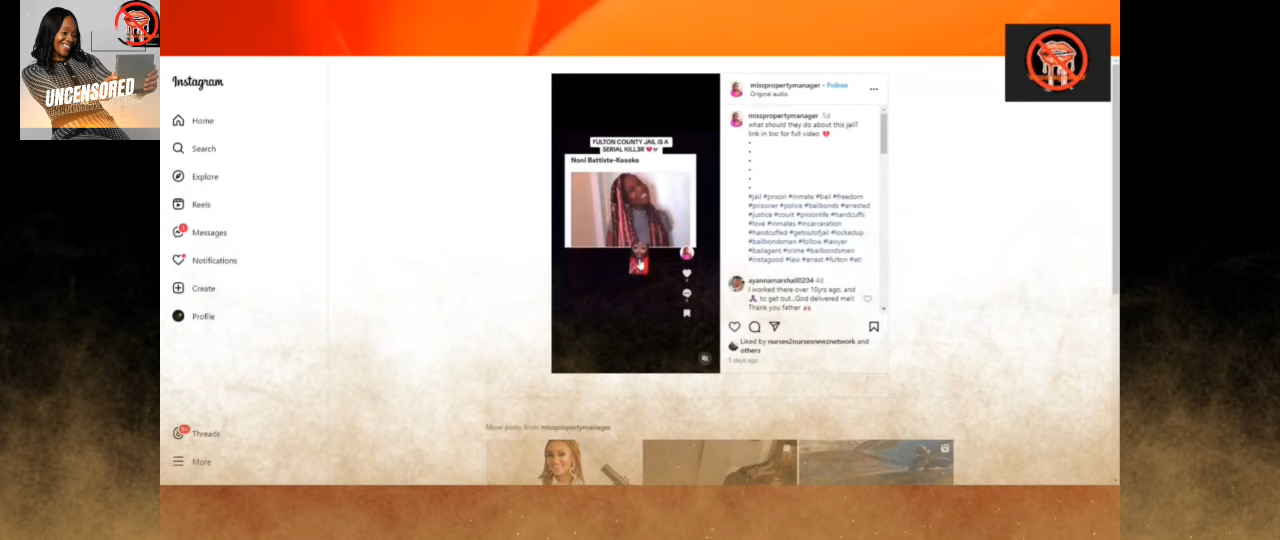 UNCENSORED
Instagram
Home
Search
Explore
Reels
Messages
Notifications
Create
Profile
Threads
More
FULTON COUNTY JAIL IS A
SERIAL KILL3R
Noni Battiste-Kosoko
misspropertymanager • Follow
Original audio
misspropertymanager 5d
what should they do about this jail?
link in bio for full video
#jail #prison #inmate #bail #freedom
#prisoner #police #bailbonds #arrested
#justice #court #prisonlife #handcuffs
#love #inmates #incarceration
#handcuffed #getoutofjail #lockedup
#bailbondsman #follow #lawyer
#bailagent #crime #bailbondsmen
#instagood #law #arrest #fulton #atl
ayannamarshall0204 4d
I worked there over 10yrs ago, and
to get out..God delivered me!!
Thank you father
Liked by nurses2nursesnewznetwork and
others
5 days ago
More posts from misspropertymanager